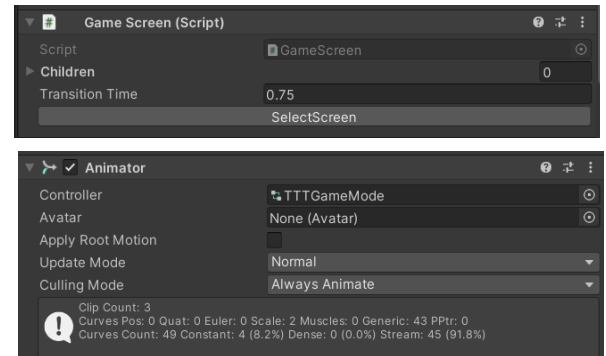 Game Screen (Script)
Script GameScreen
Children 0
Transition Time 0.75
SelectScreen
Animator
Controller TTTGameMode
Avatar None (Avatar)
Apply Root Motion
Update Mode Normal
Culling Mode Always Animate
Clip Count: 3
Curves Pos: 0 Quat: 0 Euler: 0 Scale: 2 Muscles: 0 Generic: 43 PPtr: 0
Curves Count: 49 Constant: 4 (8.2%) Dense: 0 (0.0%) Stream: 45 (91.8%)